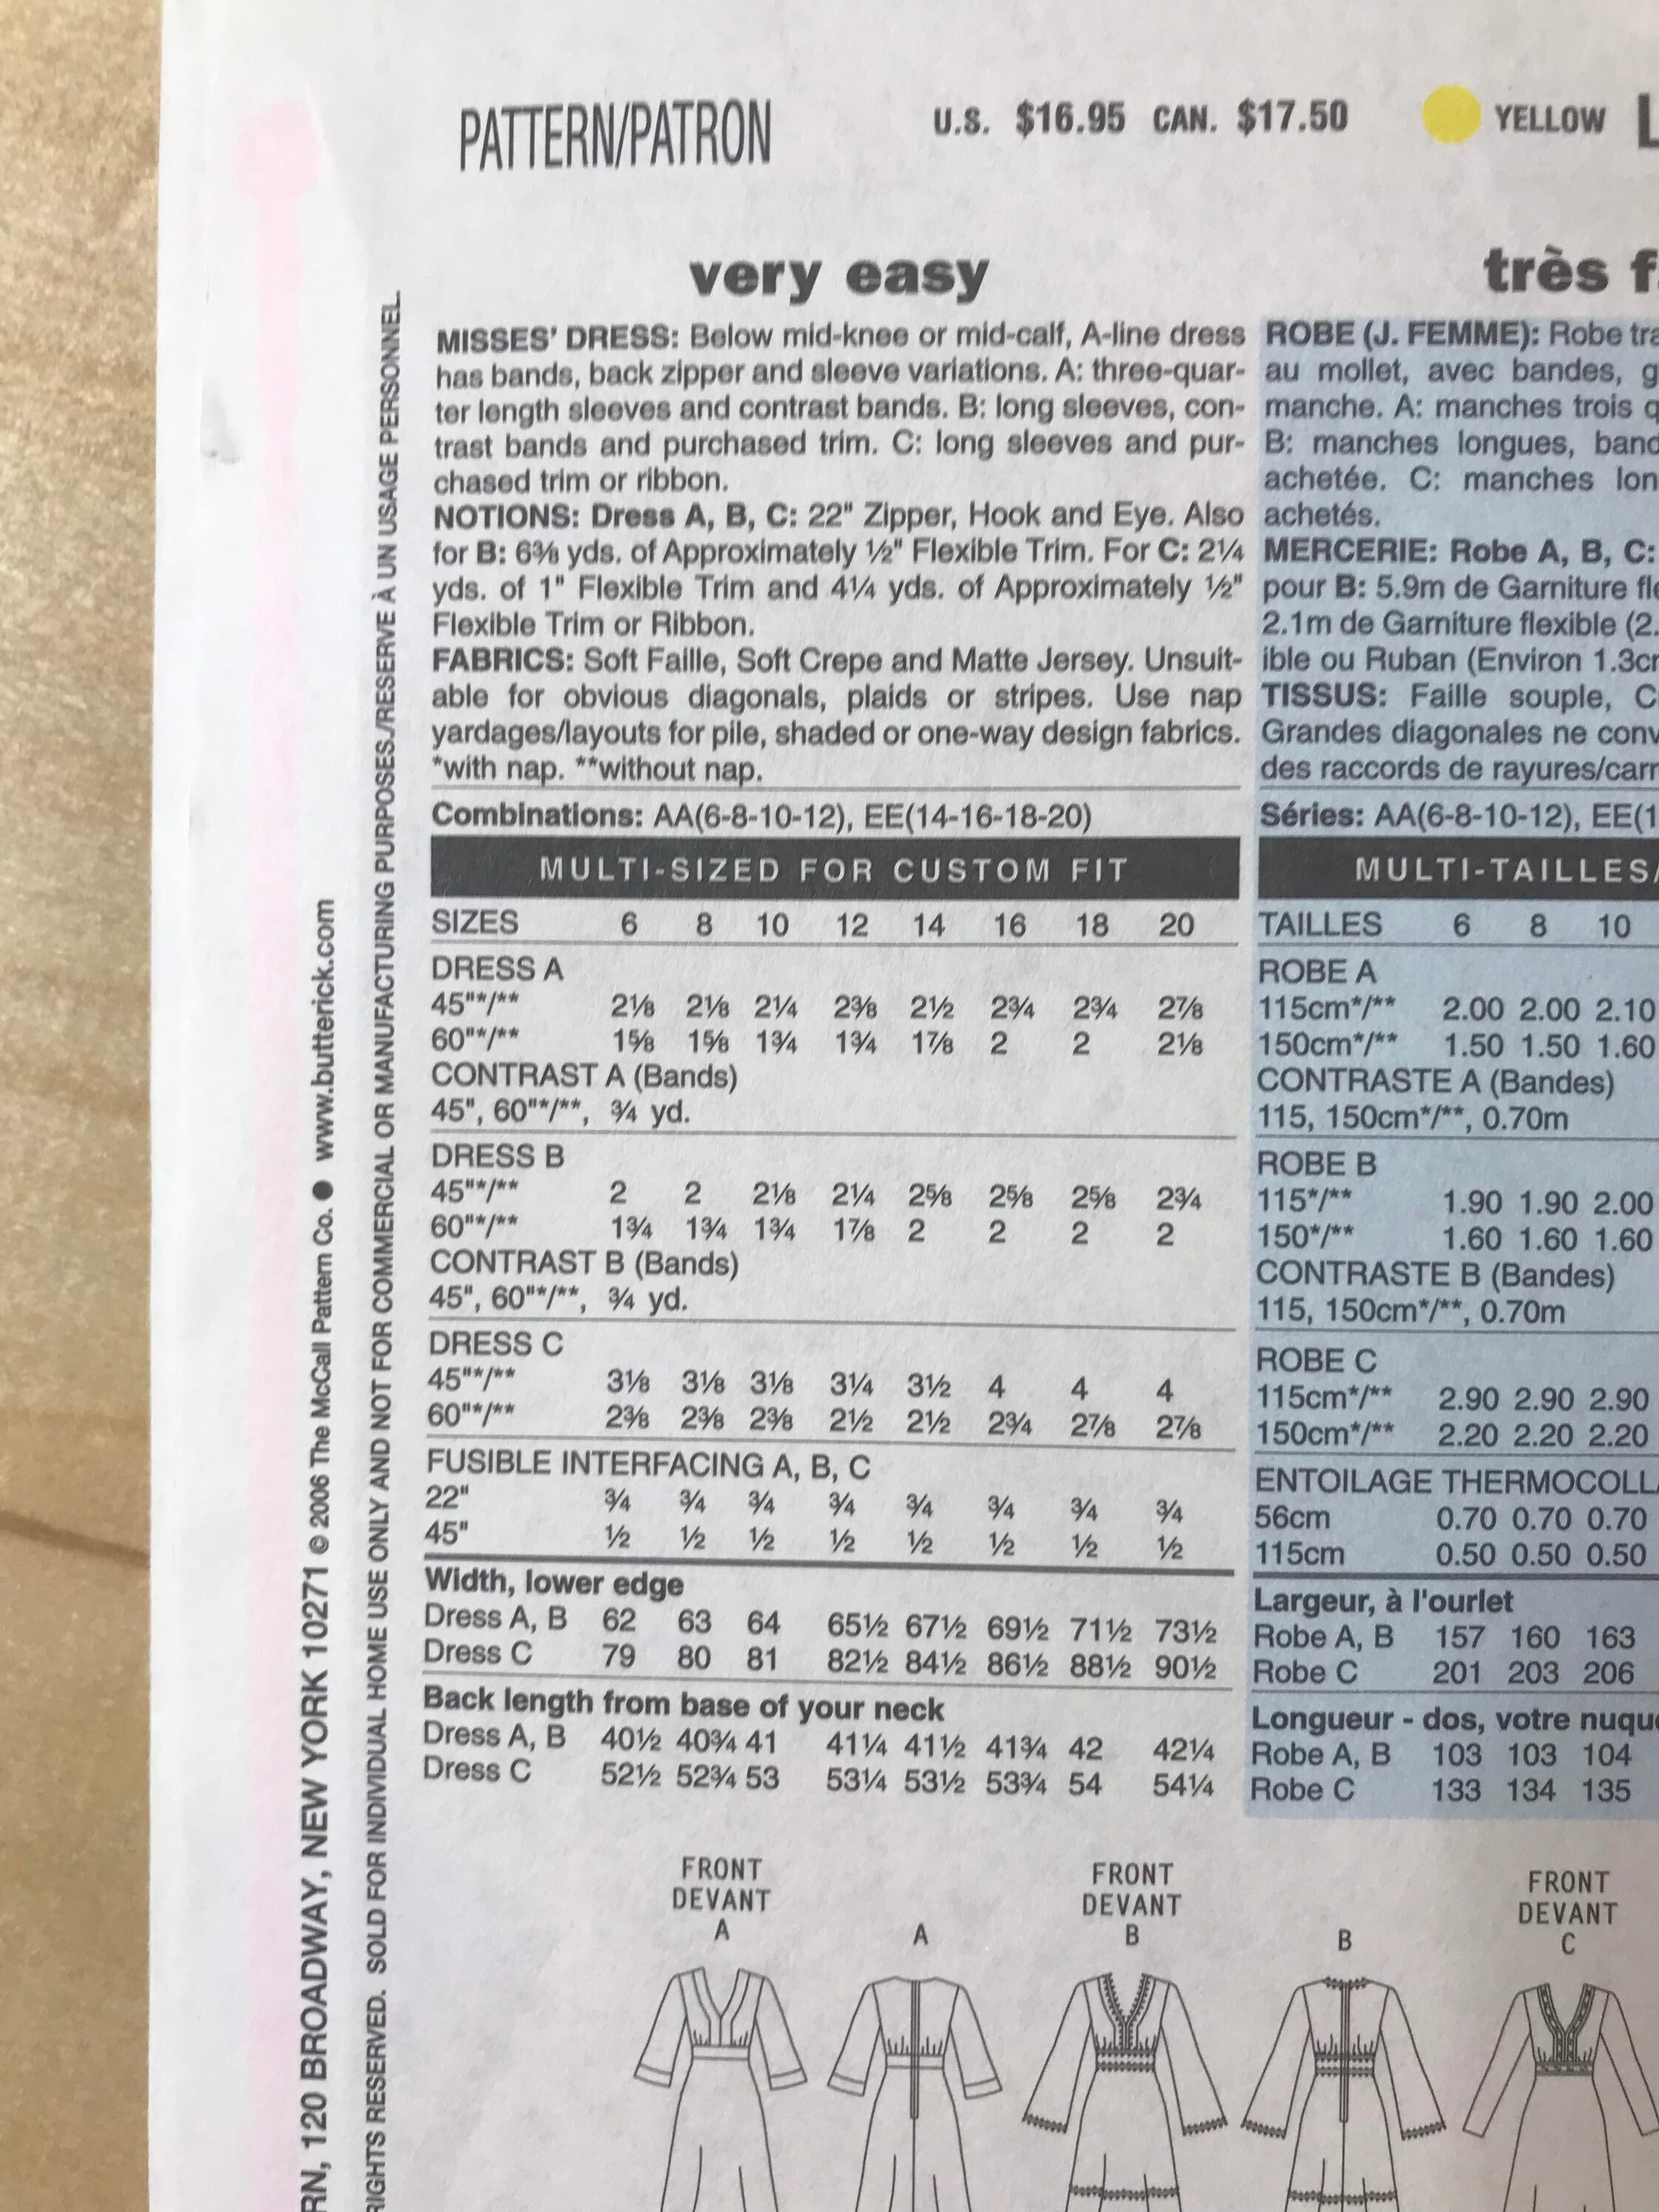 PATTERN/PATRON
U.S. $16.95 CAN. $17.50
YELLOW
very easy
MISSES' DRESS: Below mid-knee or mid-calf, A-line dress
has bands, back zipper and sleeve variations. A: three-quar-
ter length sleeves and contrast bands. B: long sleeves, con-
trast bands and purchased trim. C: long sleeves and pur-
chased trim or ribbon.
NOTIONS: Dress A, B, C: 22" Zipper, Hook and Eye. Also
for B: 6⅜ yds. of Approximately ½" Flexible Trim. For C: 2¼
yds. of 1" Flexible Trim and 4¼ yds. of Approximately ½"
Flexible Trim or Ribbon.
FABRICS: Soft Faille, Soft Crepe and Matte Jersey. Unsuit-
able for obvious diagonals, plaids or stripes. Use nap
yardages/layouts for pile, shaded or one-way design fabrics.
*with nap. **without nap.
Combinations: AA(6-8-10-12), EE(14-16-18-20)
MULTI-SIZED FOR CUSTOM FIT
SIZES 6 8 10 12 14 16 18 20
DRESS A
45"*/** 2⅛ 2⅛ 2¼ 2⅜ 2½ 2¾ 2¾ 2⅞
60"*/** 1⅝ 1⅝ 1¾ 1¾ 1⅞ 2 2 2⅛
CONTRAST A (Bands)
45", 60"*/**, ¾ yd.
DRESS B
45"*/** 2 2 2⅛ 2¼ 2⅝ 2⅝ 2⅝ 2¾
60"*/** 1¾ 1¾ 1¾ 1⅞ 2 2 2 2
CONTRAST B (Bands)
45", 60"*/**, ¾ yd.
DRESS C
45"*/** 3⅛ 3⅛ 3⅛ 3¼ 3½ 4 4 4
60"*/** 2⅜ 2⅜ 2⅜ 2½ 2½ 2¾ 2⅞ 2⅞
FUSIBLE INTERFACING A, B, C
22" ¾ ¾ ¾ ¾ ¾ ¾ ¾ ¾
45" ½ ½ ½ ½ ½ ½ ½ ½
Width, lower edge
Dress A, B 62 63 64 65½ 67½ 69½ 71½ 73½
Dress C 79 80 81 82½ 84½ 86½ 88½ 90½
Back length from base of your neck
Dress A, B 40½ 40¾ 41 41¼ 41½ 41¾ 42 42¼
Dress C 52½ 52¾ 53 53¼ 53½ 53¾ 54 54¼
très
ROBE (J. FEMME): Robe
au mollet, avec bandes,
manche. A: manches trois
B: manches longues,
achetée. C: manches
achetés.
MERCERIE: Robe A, B, C:
pour B: 5.9m de Garniture
2.1m de Garniture flexible (2.
ible ou Ruban (Environ
TISSUS: Faille souple,
Grandes diagonales ne
des raccords de
Séries: AA(6-8-10-12),
MULTI-TAILLES/
TAILLES 6 8 10
ROBE A
115cm*/** 2.00 2.00 2.10
150cm*/** 1.50 1.50 1.60
CONTRASTE A (Bandes)
115, 150cm*/**, 0.70m
ROBE B
115*/** 1.90 1.90 2.00
150*/** 1.60 1.60 1.60
CONTRASTE B (Bandes)
115, 150cm*/**, 0.70m
ROBE C
115cm*/** 2.90 2.90 2.90
150cm*/** 2.20 2.20 2.20
ENTOILAGE
56cm 0.70 0.70 0.70
115cm 0.50 0.50 0.50
Largeur, à l'ourlet
Robe A, B 157 160 163
Robe C 201 203 206
Longueur - dos, votre
Robe A, B 103 103 104
Robe C 133 134 135
FRONT
DEVANT
A
A
FRONT
DEVANT
B
B
FRONT
DEVANT
C
120 BROADWAY, NEW YORK 10271 © 2006 The McCall Pattern Co. ● www.butterick.com
RIGHTS RESERVED. SOLD FOR INDIVIDUAL HOME USE ONLY AND NOT FOR COMMERCIAL OR MANUFACTURING PURPOSES./RESERVE À UN USAGE PERSONNEL.